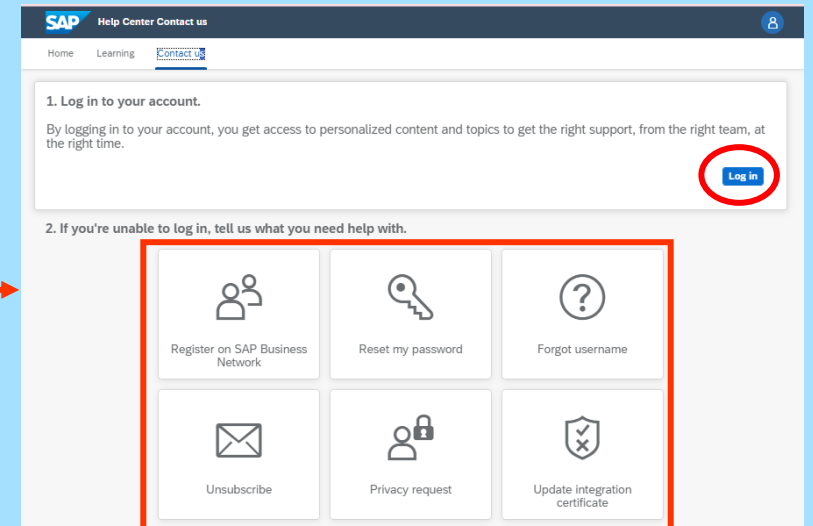 SAP Help Center Contact us
Home Learning Contact us
1. Log in to your account.
By logging in to your account, you get access to personalized content and topics to get the right support, from the right team, at
the right time.
Log in
2. If you're unable to log in, tell us what you need help with.
Register on SAP Business
Network
Reset my password
Forgot username
Unsubscribe
Privacy request
Update integration
certificate